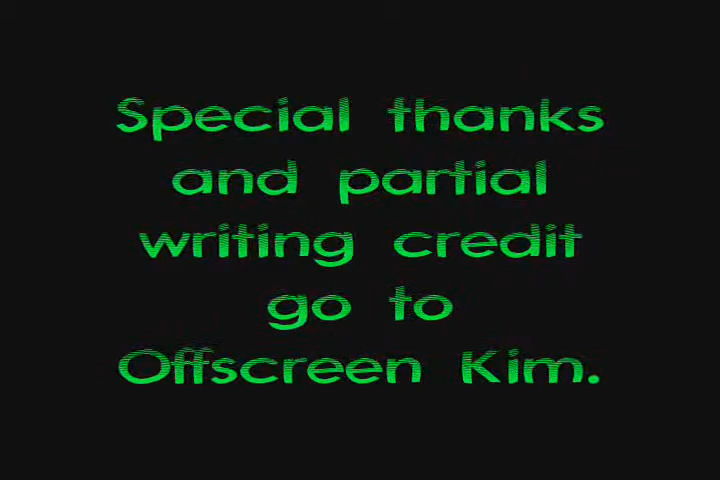 Special thanks
and partial
writing credit
go to
Offscreen Kim.